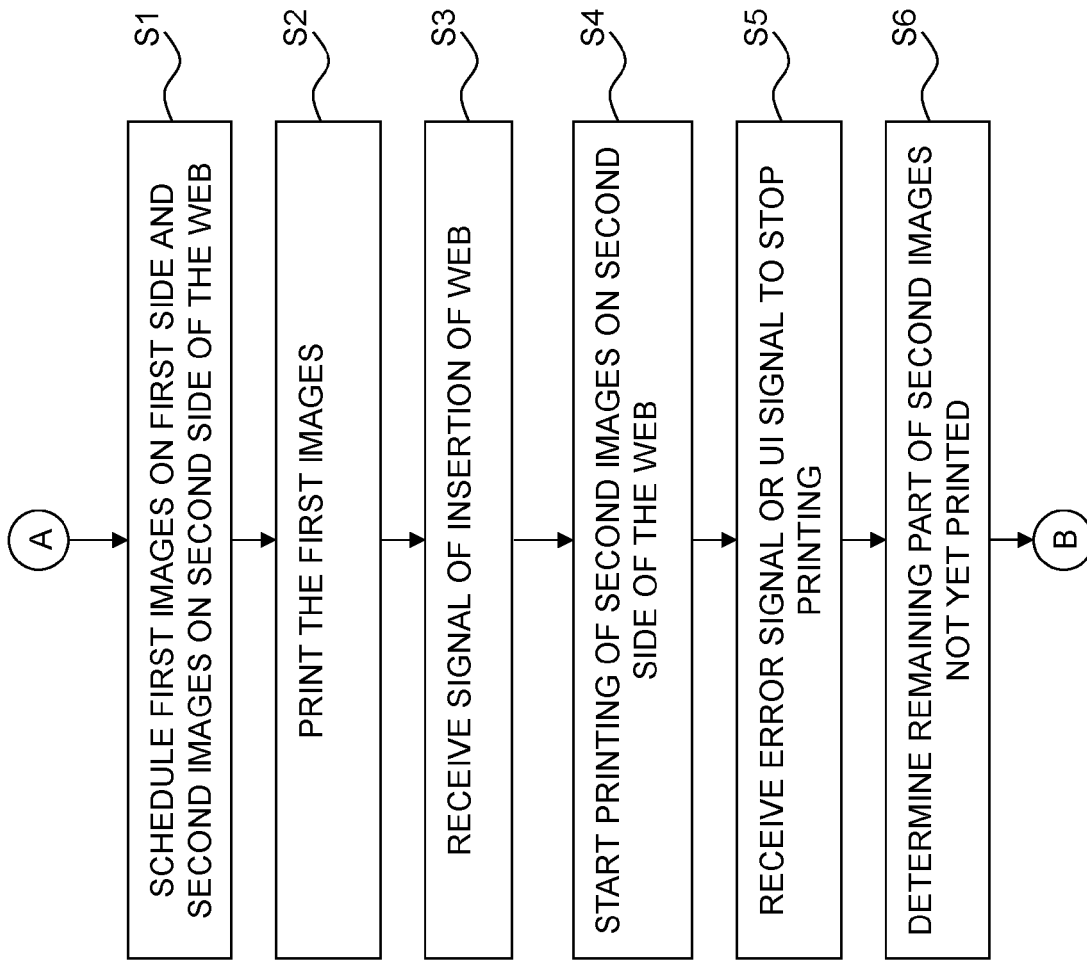 A
SCHEDULE FIRST IMAGES ON FIRST SIDE AND
SECOND IMAGES ON SECOND SIDE OF THE WEB
S1
PRINT THE FIRST IMAGES
S2
RECEIVE SIGNAL OF INSERTION OF WEB
S3
START PRINTING OF SECOND IMAGES ON SECOND
SIDE OF THE WEB
S4
RECEIVE ERROR SIGNAL OR UI SIGNAL TO STOP
PRINTING
S5
DETERMINE REMAINING PART OF SECOND IMAGES
NOT YET PRINTED
S6
B